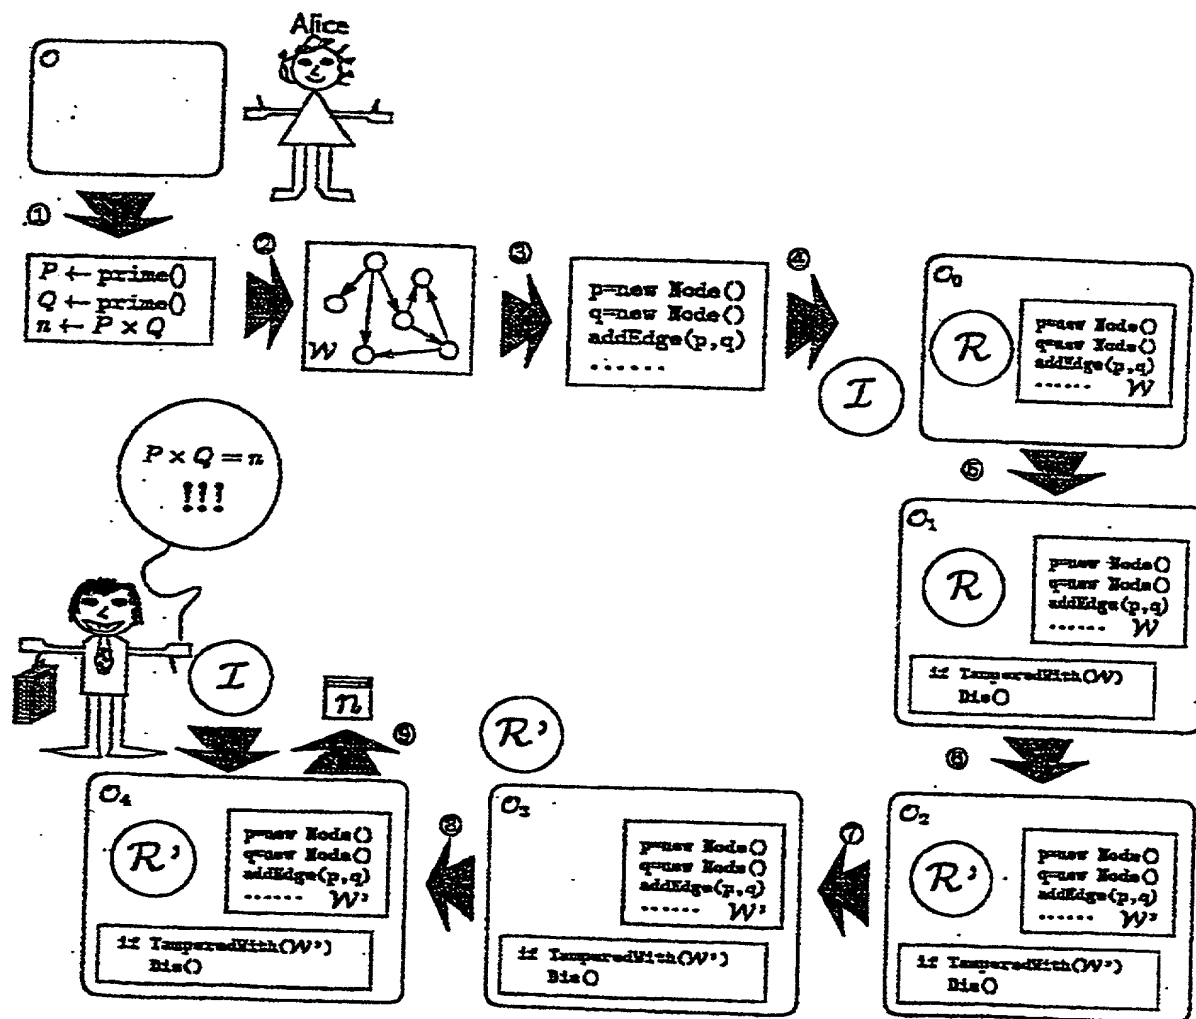 Alice
O
①
P ← prime()
Q ← prime()
n ← P × Q
②
W
③
p=new Node()
q=new Node()
addEdge(p,q)
......
④
I
O₀
R
p=new Node()
q=new Node()
addEdge(p,q)
...... W
⑤
O₁
R
p=new Node()
q=new Node()
addEdge(p,q)
...... W
if TamperedWith(W)
Die()
⑥
O₂
R'
p=new Node()
q=new Node()
addEdge(p,q)
...... W'
if TamperedWith(W')
Die()
⑦
R'
O₃
p=new Node()
q=new Node()
addEdge(p,q)
...... W'
if TamperedWith(W')
Die()
⑧
O₄
R'
p=new Node()
q=new Node()
addEdge(p,q)
...... W'
if TamperedWith(W')
Die()
I
n
⑨
P × Q = n
!!!